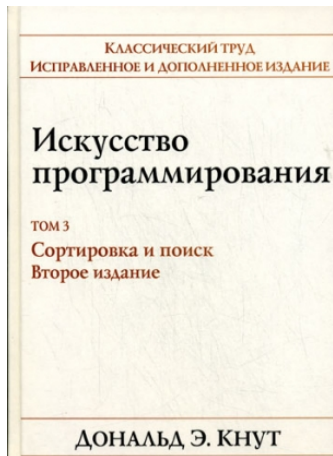 Классический труд
Исправленное и дополненное издание
Искусство
программирования
ТОМ 3
Сортировка и поиск
Второе издание
ДОНАЛЬД Э. КНУТ